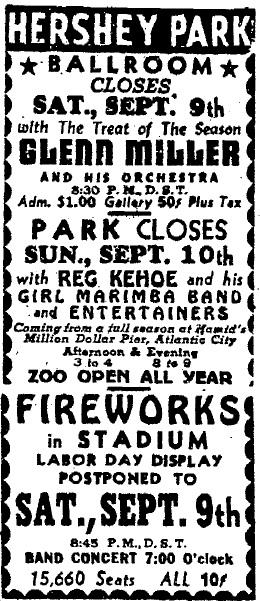 HERSHEY PARK
★ BALLROOM ★
CLOSES
SAT., SEPT. 9th
with The Treat of The Season
GLENN MILLER
AND HIS ORCHESTRA
8:30 P. M., D. S. T.
Adm. $1.00 Gallery 50¢ Plus Tax
PARK CLOSES
SUN., SEPT. 10th
with REG. KEHOE and his
GIRL MARIMBA BAND
and ENTERTAINERS
Coming from a full season at Hamid's
Million Dollar Pier, Atlantic City
Afternoon & Evening
3 to 4 8 to 9
ZOO OPEN ALL YEAR
FIREWORKS
in STADIUM
LABOR DAY DISPLAY
POSTPONED TO
SAT., SEPT. 9th
8:45 P. M., D. S. T.
BAND CONCERT 7:00 O'clock
15,660 Seats ALL 10¢